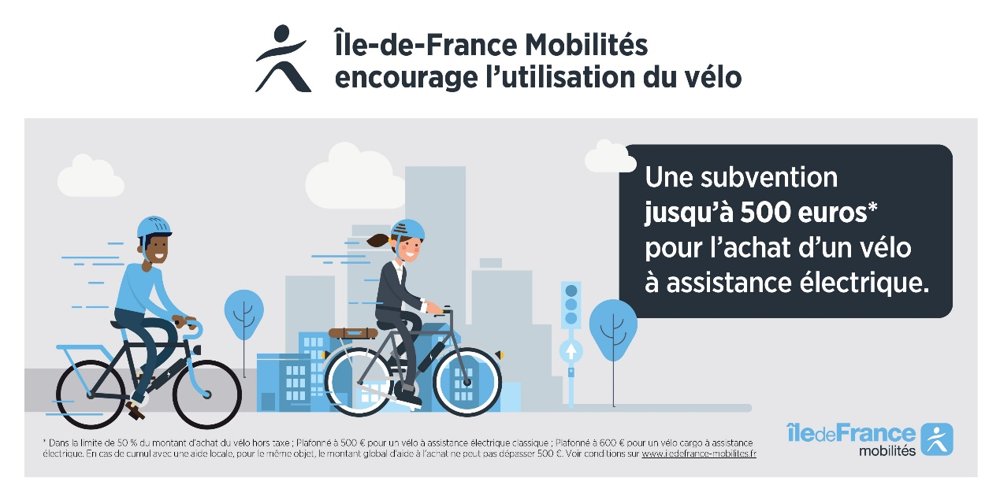 Île-de-France Mobilités
encourage l’utilisation du vélo
Une subvention
jusqu’à 500 euros*
pour l’achat d’un vélo
à assistance électrique.
* Dans la limite de 50 % du montant d’achat du vélo hors taxe ; Plafonné à 500 € pour un vélo à assistance électrique classique ; Plafonné à 600 € pour un vélo cargo à assistance
électrique. En cas de cumul avec une aide locale, pour le même objet, le montant global d’aide à l’achat ne peut pas dépasser 500 €. Voir conditions sur www.iledefrance-mobilites.fr
îledeFrance
mobilités